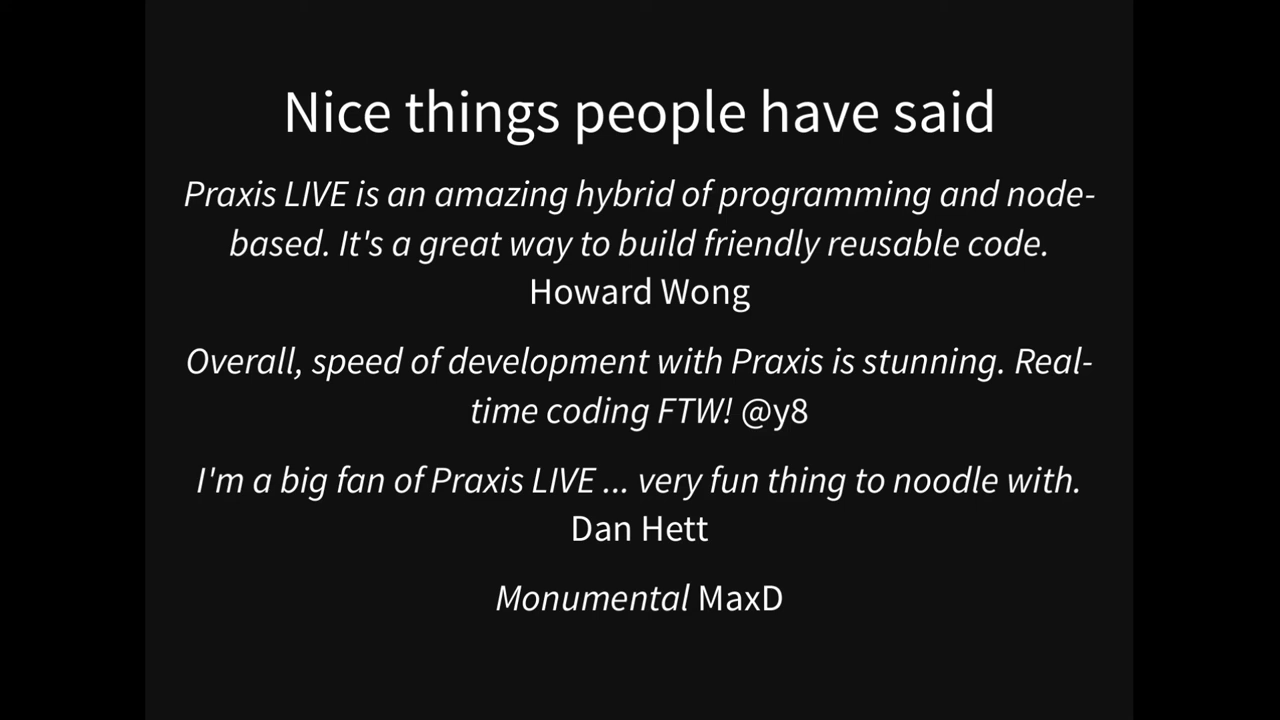 Nice things people have said
Praxis LIVE is an amazing hybrid of programming and node-
based. It's a great way to build friendly reusable code.
Howard Wong
Overall, speed of development with Praxis is stunning. Real-
time coding FTW! @y8
I'm a big fan of Praxis LIVE ... very fun thing to noodle with.
Dan Hett
Monumental MaxD